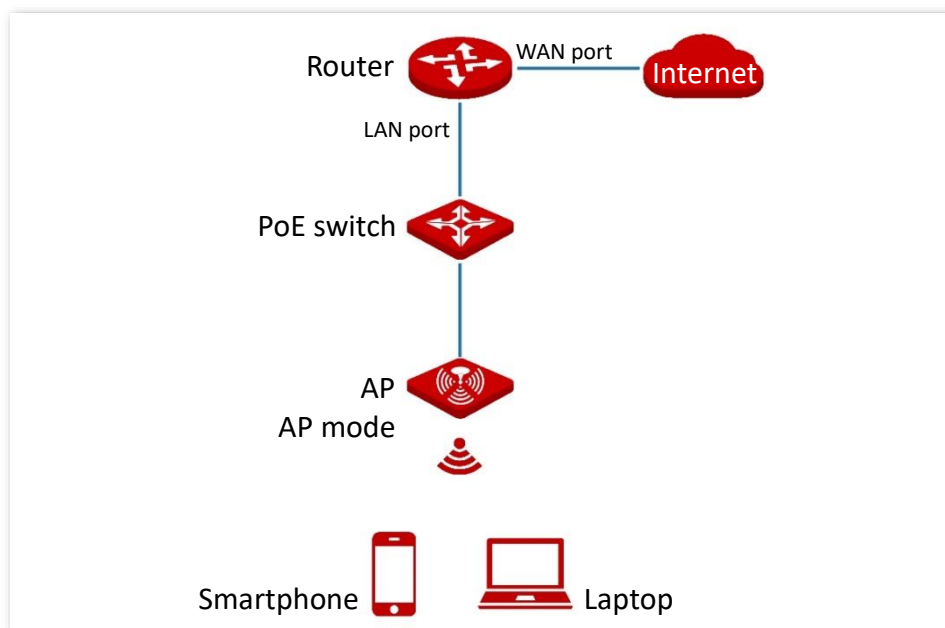 Router
WAN port
Internet
LAN port
PoE switch
AP
AP mode
Smartphone
Laptop